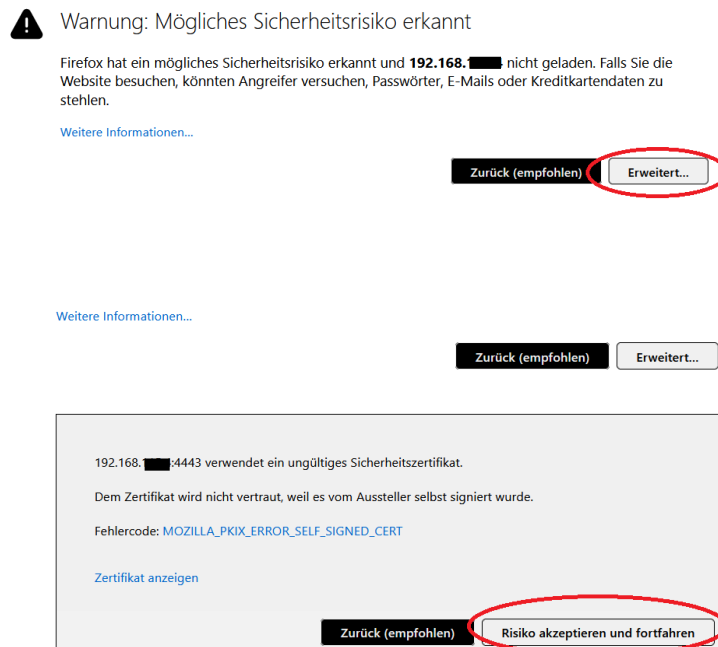 Warnung: Mögliches Sicherheitsrisiko erkannt
Firefox hat ein mögliches Sicherheitsrisiko erkannt und 192.168. nicht geladen. Falls Sie die
Website besuchen, könnten Angreifer versuchen, Passwörter, E-Mails oder Kreditkartendaten zu
stehlen.
Weitere Informationen...
Zurück (empfohlen) Erweitert...
Weitere Informationen...
Zurück (empfohlen) Erweitert...
192.168. :4443 verwendet ein ungültiges Sicherheitszertifikat.
Dem Zertifikat wird nicht vertraut, weil es vom Aussteller selbst signiert wurde.
Fehlercode: MOZILLA_PKIX_ERROR_SELF_SIGNED_CERT
Zertifikat anzeigen
Zurück (empfohlen) Risiko akzeptieren und fortfahren